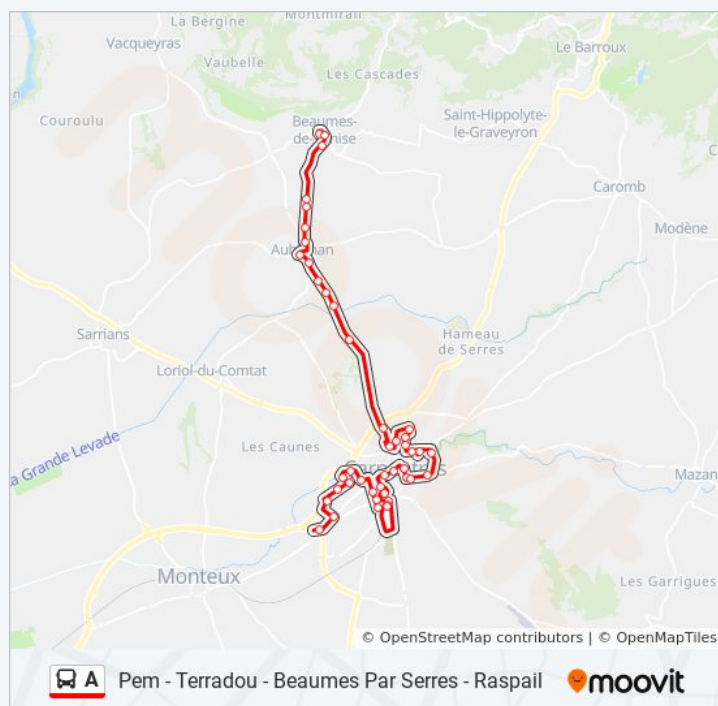 Montmirail
La Bergine
Vacqueyras
Le Barroux
Vaubelle
Les Cascades
Couroulu
Beaumes-
Saint-Hippolyte-
le-Graveyron
Caromb
Modène
Sarrians
Hameau
de Serres
Loriol-du-Comtat
La Grande Levade
Les Caunes
Mazan
Monteux
Les Garrigues
© OpenStreetMap contributors | © OpenMapTiles
A Pem - Terradou - Beaumes Par Serres - Raspail moovit